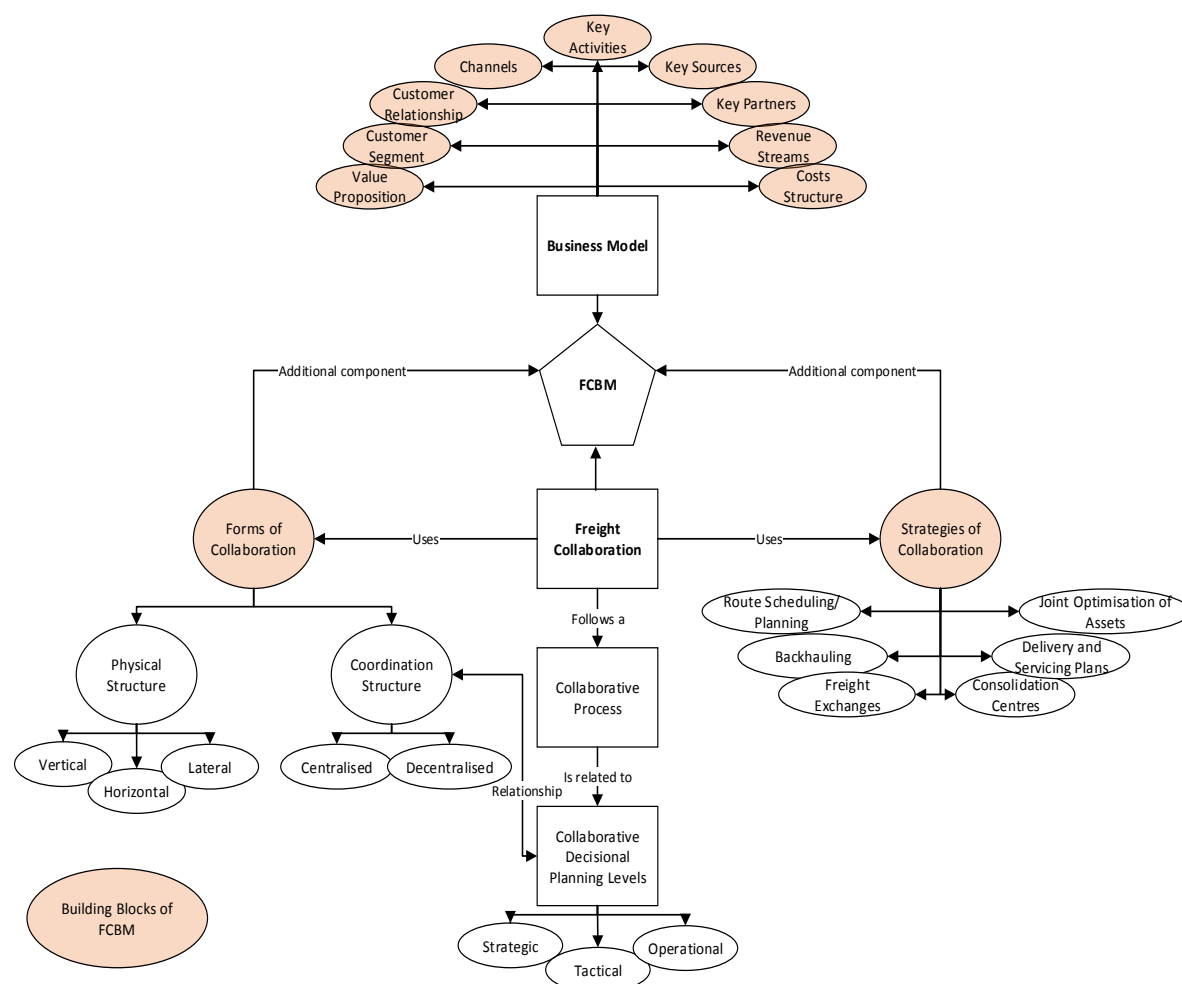 Key
Activities
Channels
Key Sources
Customer
Relationship
Key Partners
Customer
Segment
Revenue
Streams
Value
Proposition
Costs
Structure
Business Model
Additional component
FCBM
Additional component
Forms of
Collaboration
Uses
Freight
Collaboration
Uses
Strategies of
Collaboration
Follows a
Route Scheduling/
Planning
Joint Optimisation of
Assets
Physical
Structure
Coordination
Structure
Collaborative
Process
Backhauling
Delivery and
Servicing Plans
Freight
Exchanges
Consolidation
Centres
Vertical
Horizontal
Lateral
Centralised
Decentralised
Is related to
Relationship
Collaborative
Decisional
Planning Levels
Building Blocks of
FCBM
Strategic
Tactical
Operational